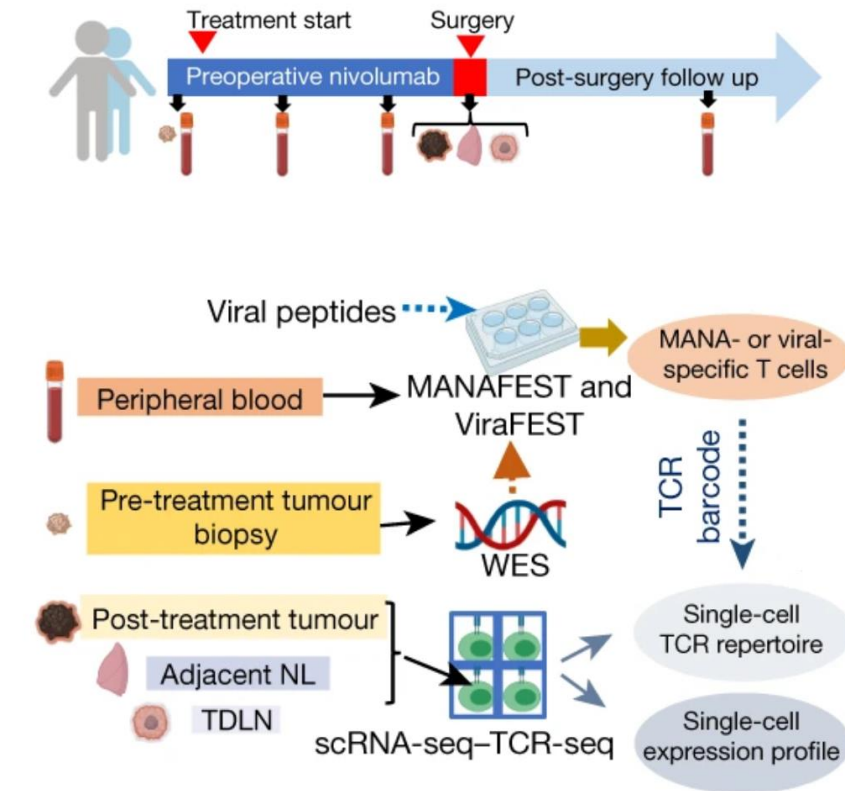 Treatment start
Surgery
Preoperative nivolumab
Post-surgery follow up
Viral peptides
MANA- or viral-
specific T cells
Peripheral blood
MANAFEST and
ViraFEST
TCR
barcode
Pre-treatment tumour
biopsy
WES
Post-treatment tumour
Adjacent NL
TDLN
scRNA-seq–TCR-seq
Single-cell
TCR repertoire
Single-cell
expression profile